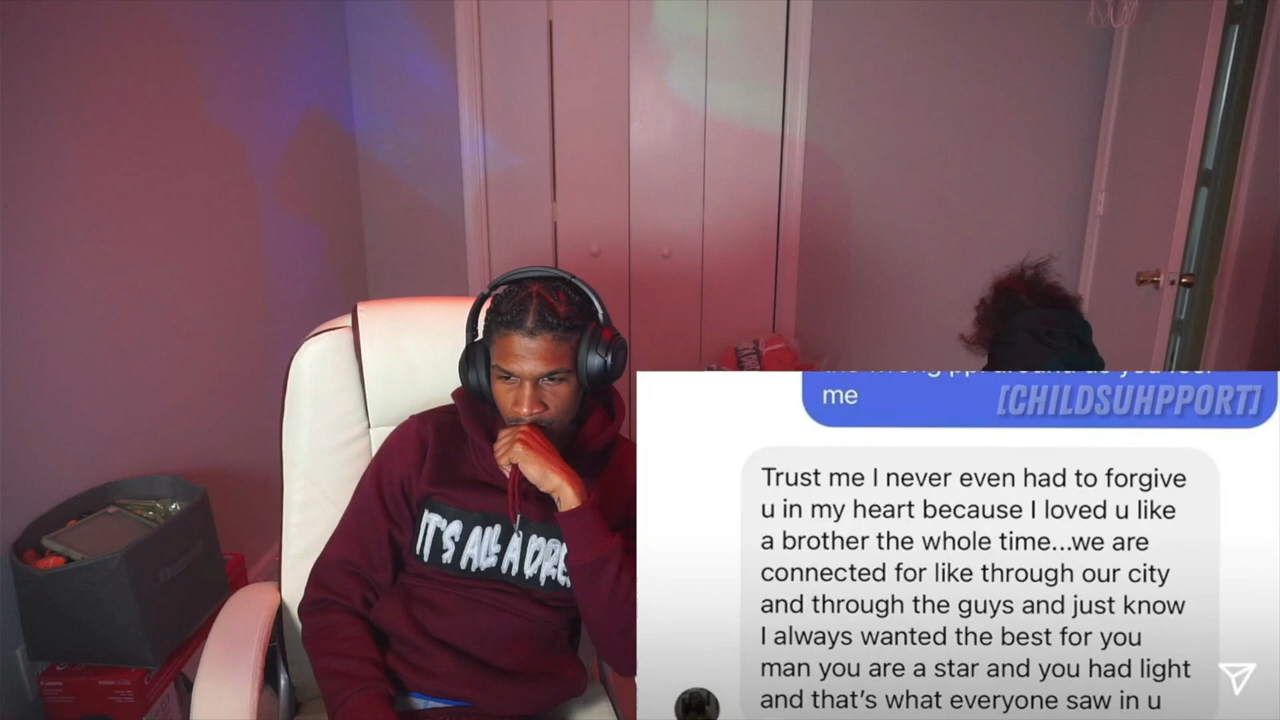 me
[CHILDSUHPPORT]
Trust me I never even had to forgive
u in my heart because I loved u like
a brother the whole time...we are
connected for like through our city
and through the guys and just know
I always wanted the best for you
man you are a star and you had light
and that's what everyone saw in u
IT'S ALL A DRE
Canon